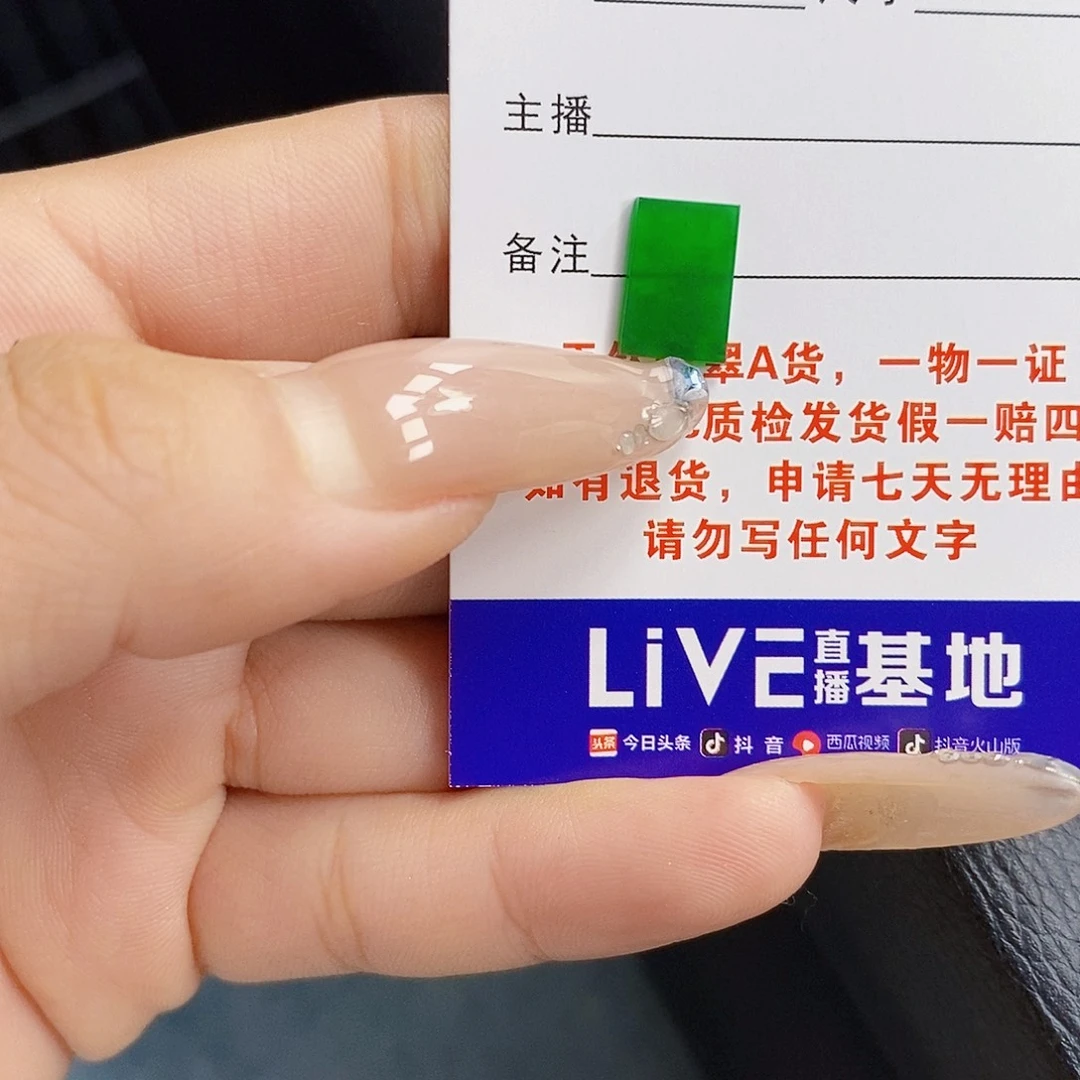 主播
备注
翠A货，一物一证
质检发货假一赔四
如有退货，申请七天无理由
请勿写任何文字
LiVE直播基地
头条 今日头条 抖音 西瓜视频 抖音火山版